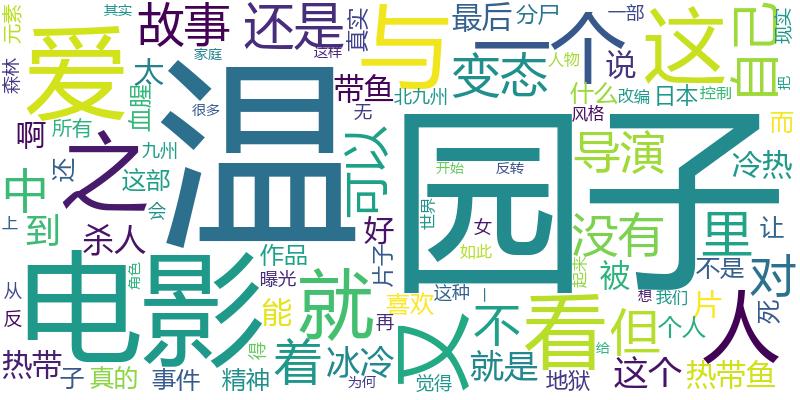 元素
其实
故事
还是
这样
真实
最后
分尸
一部
自己
现实
森林
爱
家庭
与
一个
这
人物
把
太
血腥
很多
温
带鱼
变态
说
北九州
什么
改编
日本
控制
风格
而
啊
所有
之
无
园子
导演
冷热
还
九州
这部
可以
开始
反转
中
到
会
世界
女
如此
没有
里
让
上
杀人
好
作品
片子
起来
被
不是
对
从
反
电影
角色
曝光
能
就
喜欢
这种
一
又
不
看
但
想
我们
片
死
人
再
个人
热带
子
真的
事件
精神
得
着
冰冷
为何
觉得
就是
地狱
给
这个
热带鱼